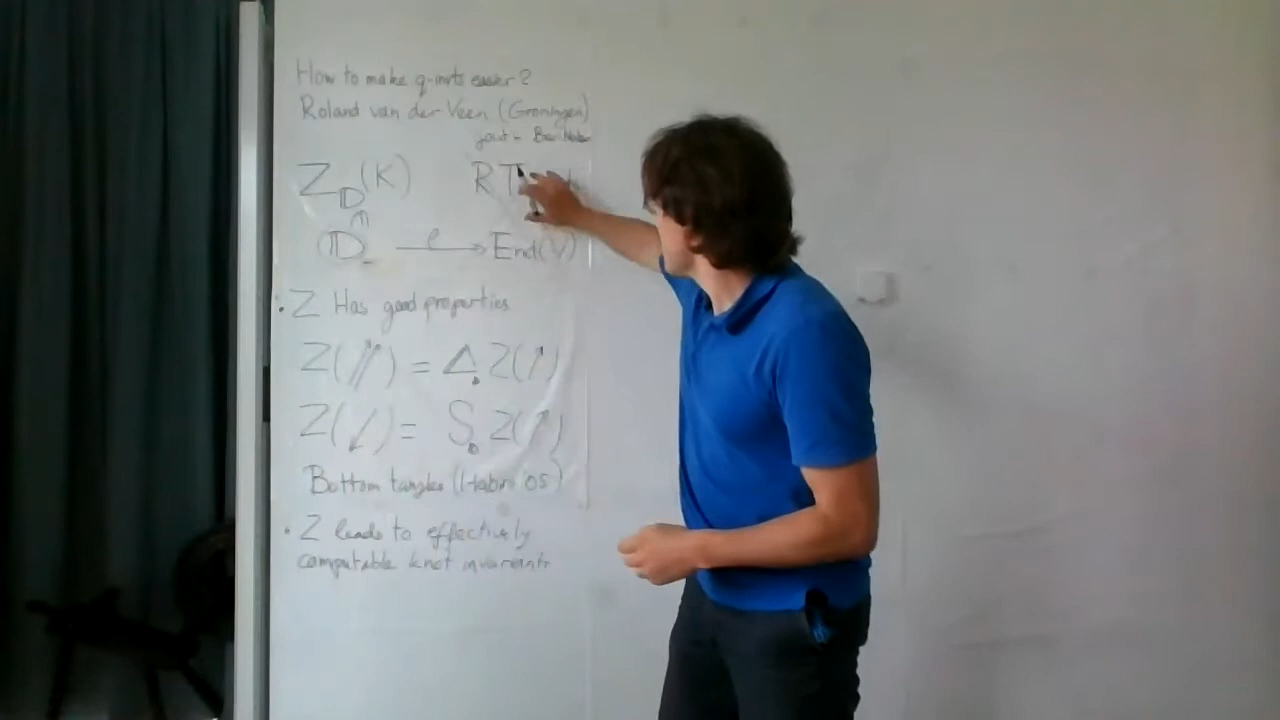 How to make q-invts easier?
Roland van der Veen (Groningen)
joint - Bar-Natan
Z_D(K) RT
D → End(V)
• Z Has good properties
Z(⇈) = Δ. Z(↑)
Z(↙) = S. Z(↑)
Bottom tangles (Habiro '05)
• Z leads to effectively
computable knot invariants